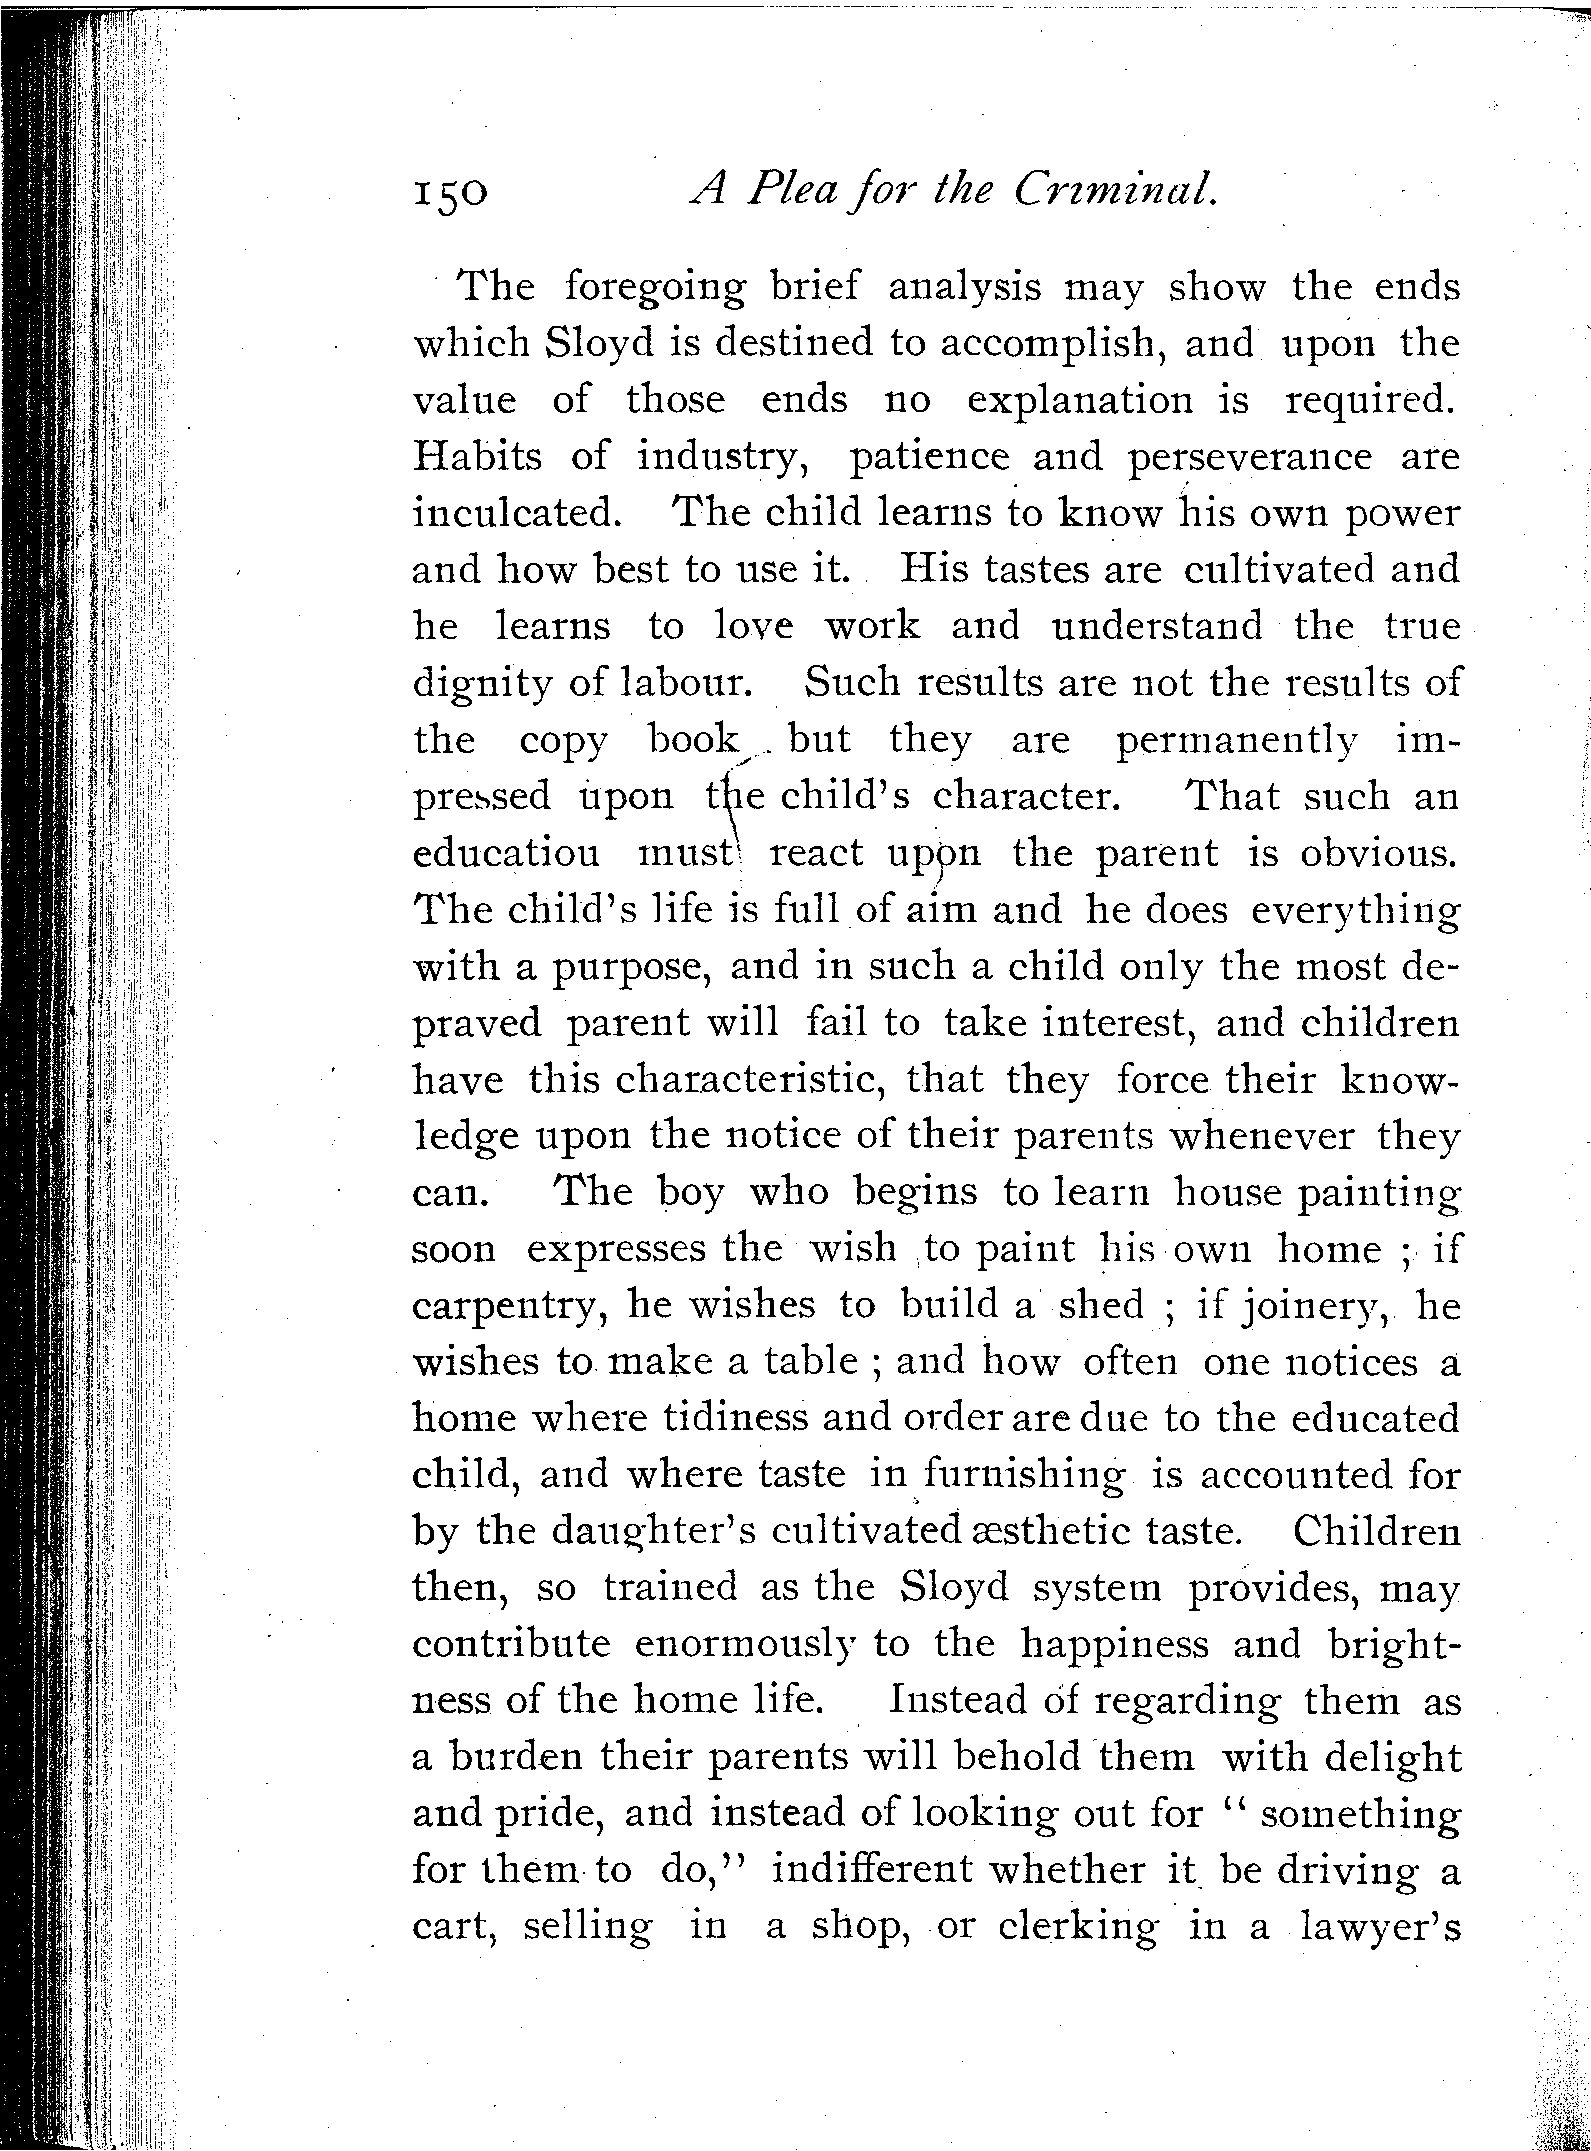 150 A Plea for the Criminal.
The foregoing brief analysis may show the ends
which Sloyd is destined to accomplish, and upon the
value of those ends no explanation is required.
Habits of industry, patience and perseverance are
inculcated. The child learns to know his own power
and how best to use it. His tastes are cultivated and
he learns to love work and understand the true
dignity of labour. Such results are not the results of
the copy book but they are permanently im-
pressed upon the child's character. That such an
educatiou must react upon the parent is obvious.
The child's life is full of aim and he does everything
with a purpose, and in such a child only the most de-
praved parent will fail to take interest, and children
have this characteristic, that they force their know-
ledge upon the notice of their parents whenever they
can. The boy who begins to learn house painting
soon expresses the wish to paint his own home ; if
carpentry, he wishes to build a shed ; if joinery, he
wishes to make a table ; and how often one notices a
home where tidiness and order are due to the educated
child, and where taste in furnishing is accounted for
by the daughter's cultivated æsthetic taste. Children
then, so trained as the Sloyd system provides, may
contribute enormously to the happiness and bright-
ness of the home life. Instead of regarding them as
a burden their parents will behold them with delight
and pride, and instead of looking out for " something
for them to do," indifferent whether it be driving a
cart, selling in a shop, or clerking in a lawyer's